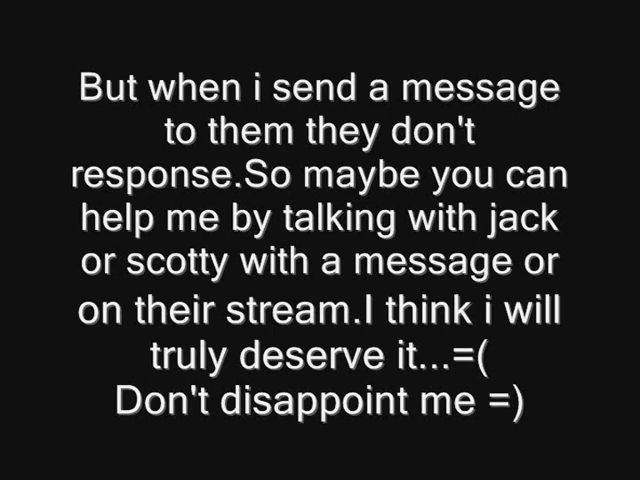 But when i send a message
to them they don't
response.So maybe you can
help me by talking with jack
or scotty with a message or
on their stream.I think i will
truly deserve it...=(
Don't disappoint me =)